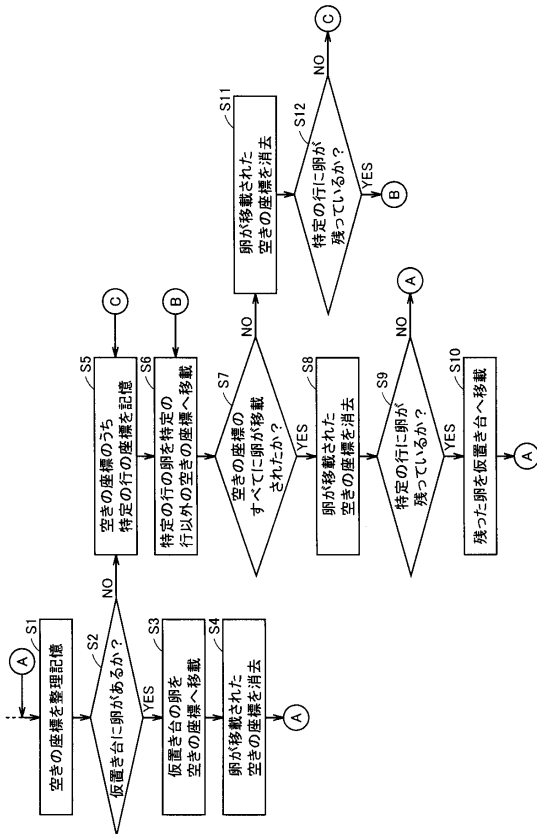 A
S1
空きの座標を整理記憶
S2
仮置き台に卵があるか?
NO
YES
S3
仮置き台の卵を
空きの座標へ移載
S4
卵が移載された
空きの座標を消去
A
C
S5
空きの座標のうち
特定の行の座標を記憶
B
S6
特定の行の卵を特定の
行以外の空きの座標へ移載
S7
空きの座標の
すべてに卵が移載
されたか?
NO
YES
S8
卵が移載された
空きの座標を消去
S9
特定の行に卵が
残っているか?
NO
A
YES
S10
残った卵を仮置き台へ移載
A
S11
卵が移載された
空きの座標を消去
S12
特定の行に卵が
残っているか?
NO
C
YES
B